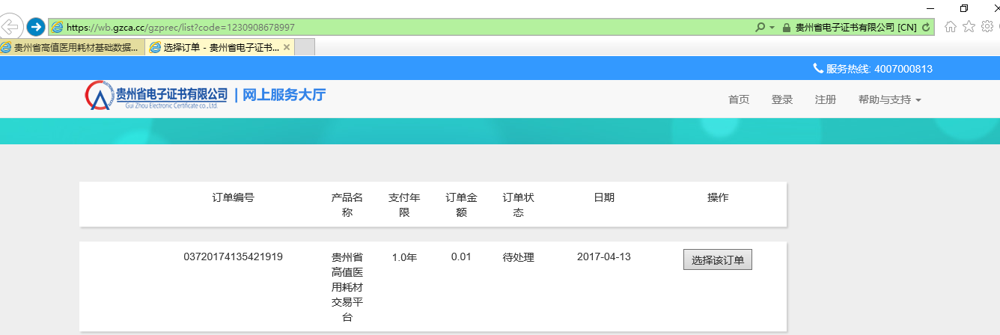 https://wb.gzca.cc/gzprec/list?code=1230908678997
贵州省电子证书有限公司 [CN]
贵州省高值医用耗材基础数据...
选择订单 - 贵州省电子证书...
服务热线: 4007000813
贵州省电子证书有限公司
Gui Zhou Electronic Certificate co.,Ltd.
| 网上服务大厅
首页 登录 注册 帮助与支持
订单编号 产品名 支付年 订单金 订单状 日期 操作
称 限 额 态
03720174135421919 贵州省 1.0年 0.01 待处理 2017-04-13 选择该订单
高值医
用耗材
交易平
台